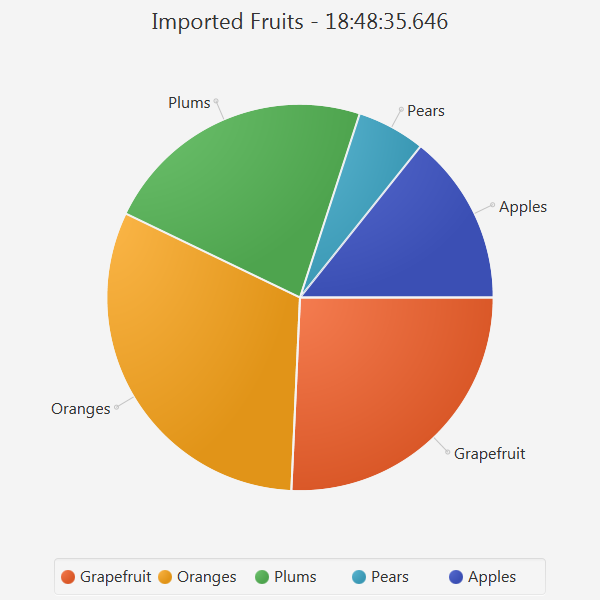 Imported Fruits - 18:48:35.646
Plums
Pears
Apples
Oranges
Grapefruit
Grapefruit Oranges Plums Pears Apples